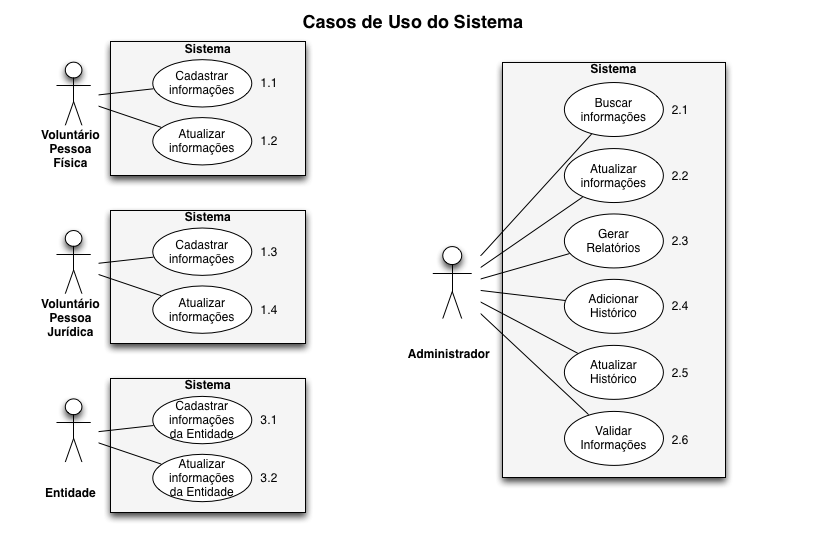 Casos de Uso do Sistema
Sistema
Cadastrar
informações
1.1
Atualizar
informações
1.2
Voluntário
Pessoa
Física
Sistema
Cadastrar
informações
1.3
Atualizar
informações
1.4
Voluntário
Pessoa
Jurídica
Sistema
Cadastrar
informações
da Entidade
3.1
Atualizar
informações
da Entidade
3.2
Entidade
Sistema
Buscar
informações
2.1
Atualizar
informações
2.2
Gerar
Relatórios
2.3
Adicionar
Histórico
2.4
Atualizar
Histórico
2.5
Validar
Informações
2.6
Administrador